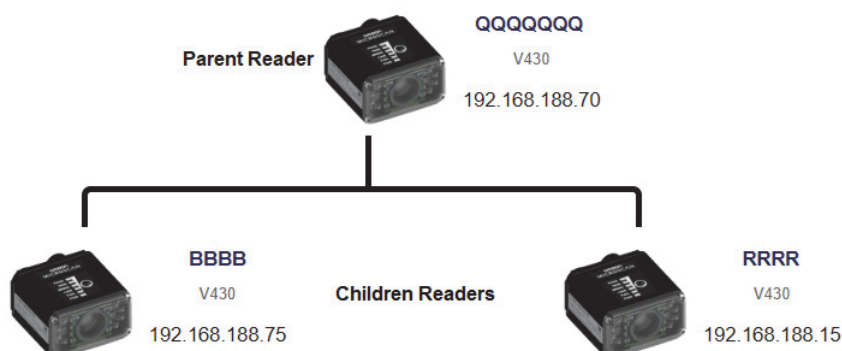 QQQQQQQ
Parent Reader
V430
192.168.188.70
BBBB
RRRR
V430
Children Readers
V430
192.168.188.75
192.168.188.15